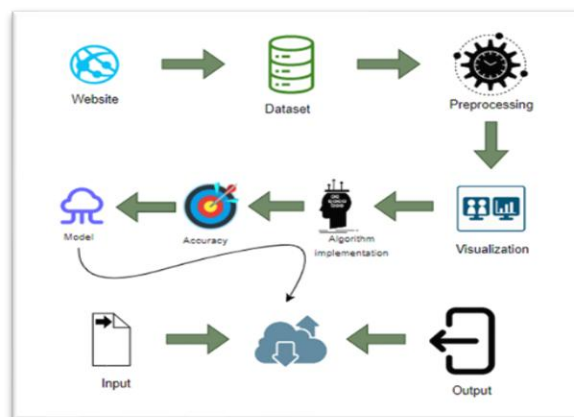 Website
Dataset
Preprocessing
Model
Accuracy
Algorithm
implementation
Visualization
Input
Output